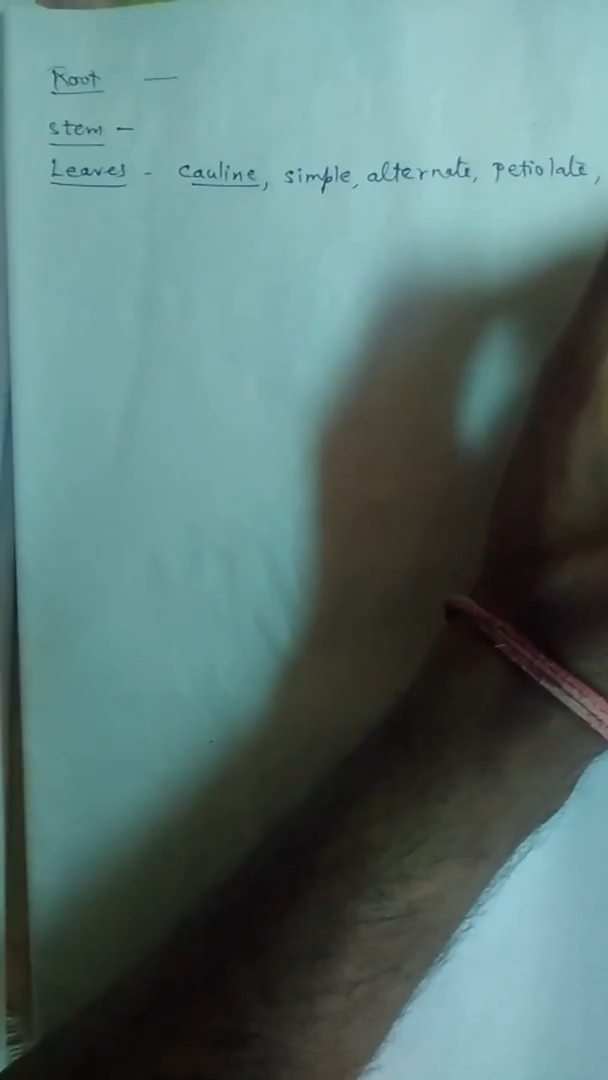 Root —
Stem —
Leaves - cauline, simple, alternate, petiolate,